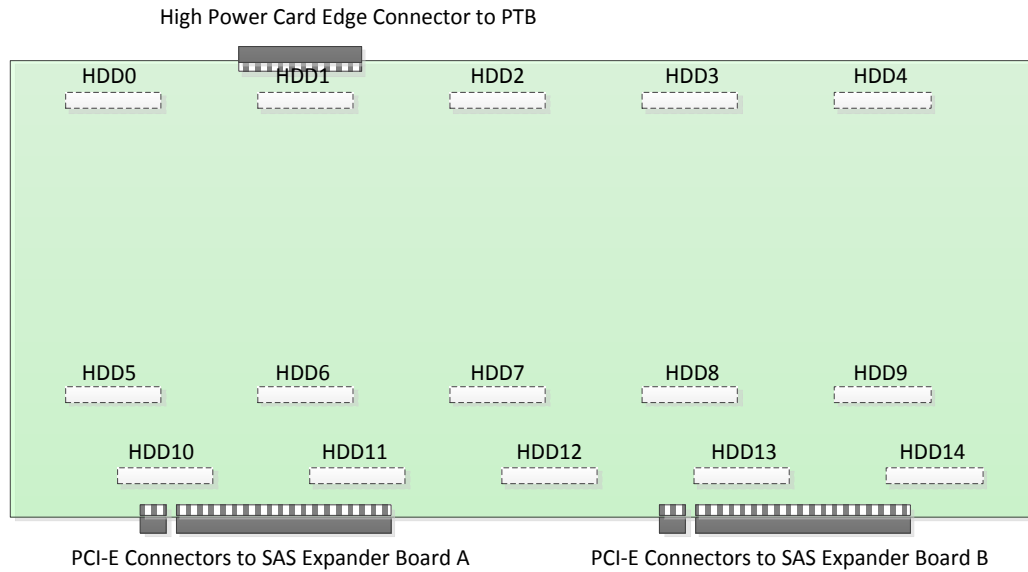 High Power Card Edge Connector to PTB
HDD0 HDD1 HDD2 HDD3 HDD4
HDD5 HDD6 HDD7 HDD8 HDD9
HDD10 HDD11 HDD12 HDD13 HDD14
PCI-E Connectors to SAS Expander Board A PCI-E Connectors to SAS Expander Board B